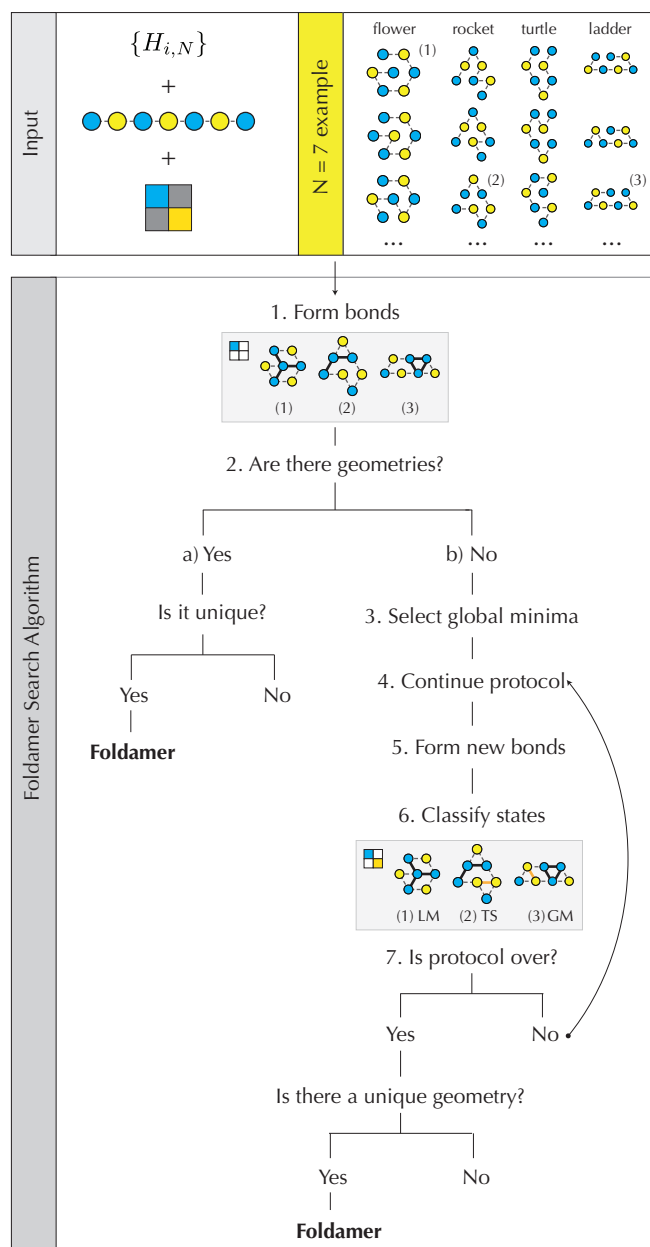 Input
{H_{i,N}}
+
+
N = 7 example
flower rocket turtle ladder
(1)
(2)
(3)
... ... ... ...
Foldamer Search Algorithm
1. Form bonds
(1) (2) (3)
2. Are there geometries?
a) Yes b) No
Is it unique?
3. Select global minima
Yes No
4. Continue protocol
Foldamer
5. Form new bonds
6. Classify states
(1) LM (2) TS (3) GM
7. Is protocol over?
Yes No
Is there a unique geometry?
Yes No
Foldamer